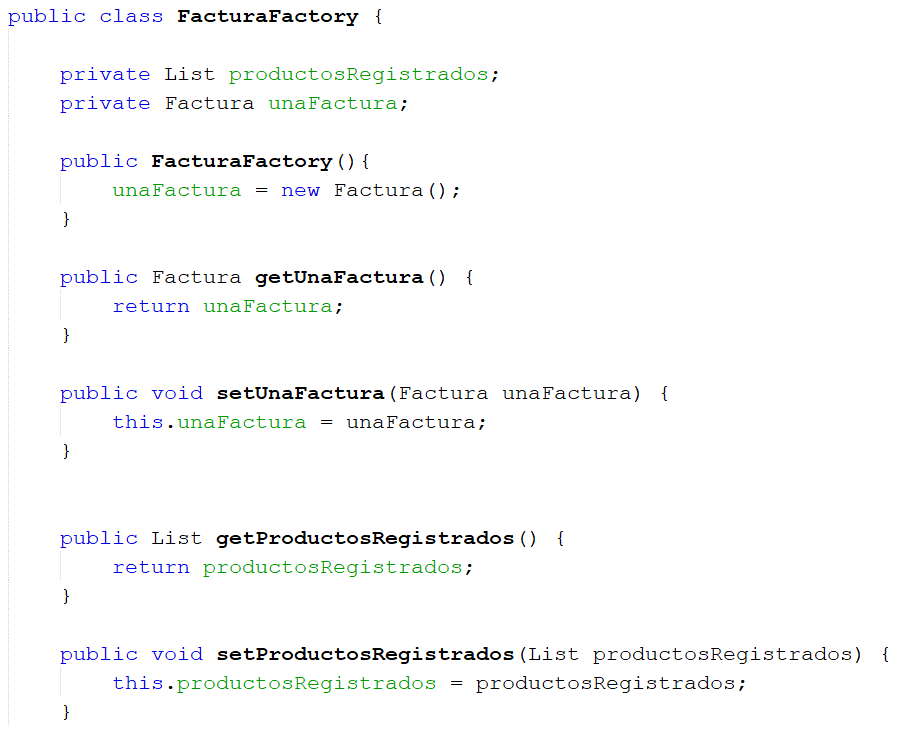 public class FacturaFactory {
private List productosRegistrados;
private Factura unaFactura;
public FacturaFactory(){
unaFactura = new Factura();
}
public Factura getUnaFactura() {
return unaFactura;
}
public void setUnaFactura(Factura unaFactura) {
this.unaFactura = unaFactura;
}
public List getProductosRegistrados() {
return productosRegistrados;
}
public void setProductosRegistrados(List productosRegistrados) {
this.productosRegistrados = productosRegistrados;
}